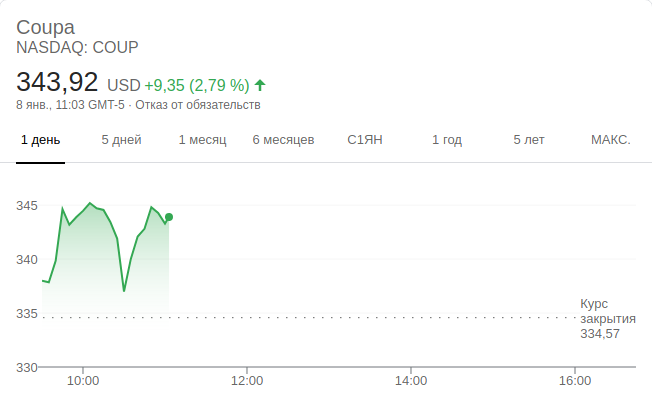 Coupa
NASDAQ: COUP
343,92 USD +9,35 (2,79 %)
8 янв., 11:03 GMT-5 · Отказ от обязательств
1 день 5 дней 1 месяц 6 месяцев С1ЯН 1 год 5 лет МАКС.
345
340
335
330
Курс
закрытия
334,57
10:00 12:00 14:00 16:00